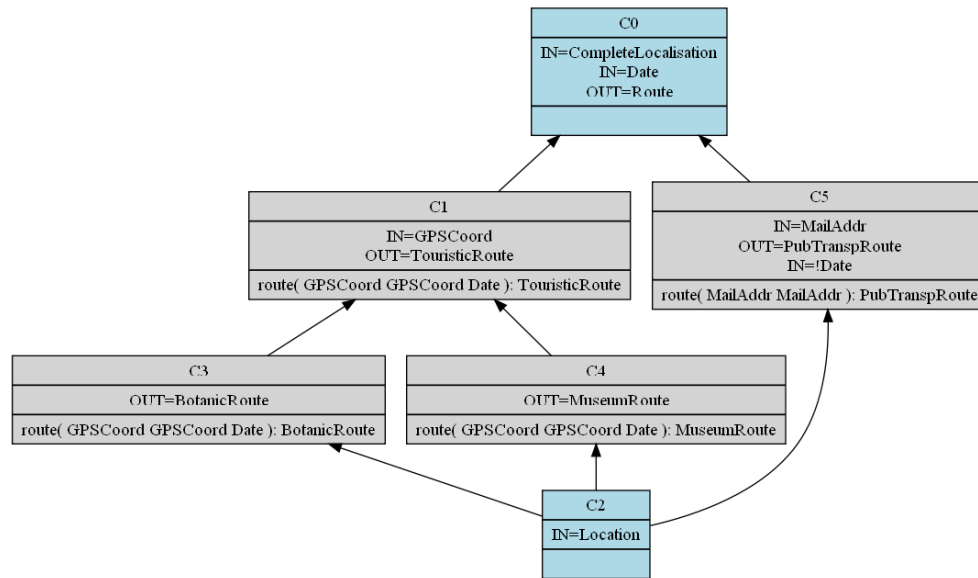 C0
IN=CompleteLocalisation
IN=Date
OUT=Route
C1
IN=GPSCoord
OUT=TouristicRoute
route( GPSCoord GPSCoord Date ): TouristicRoute
C5
IN=MailAddr
OUT=PubTranspRoute
IN=!Date
route( MailAddr MailAddr ): PubTranspRoute
C3
OUT=BotanicRoute
route( GPSCoord GPSCoord Date ): BotanicRoute
C4
OUT=MuseumRoute
route( GPSCoord GPSCoord Date ): MuseumRoute
C2
IN=Location